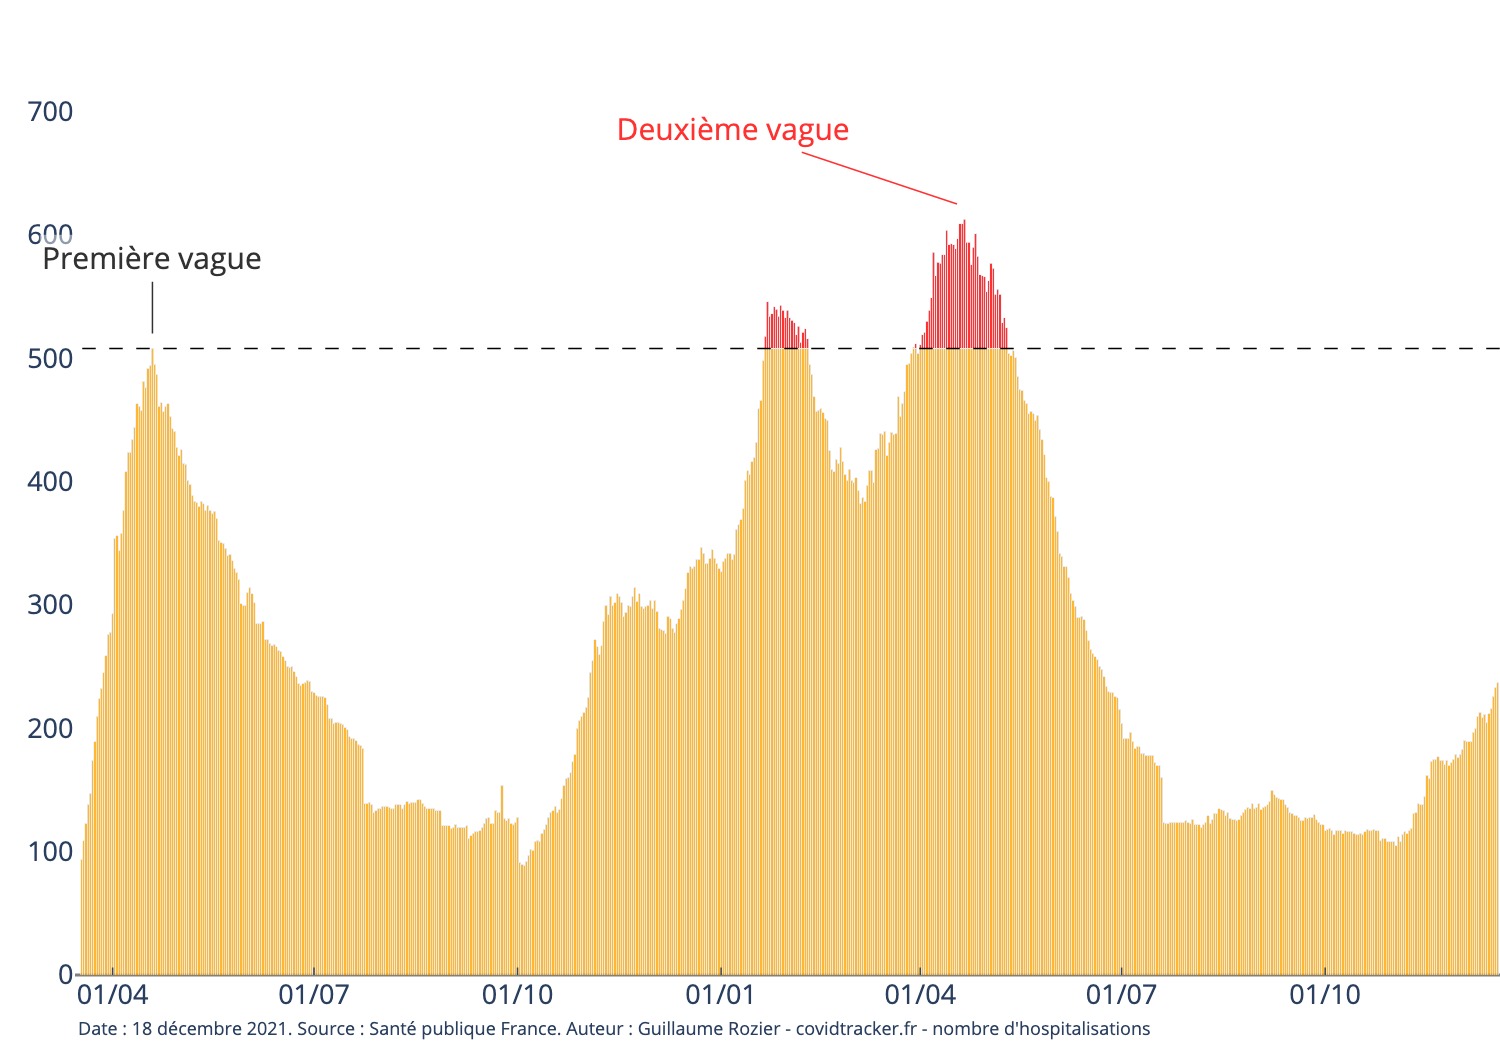 700
Deuxième vague
600
Première vague
500
400
300
200
100
0
01/04 01/07 01/10 01/01 01/04 01/07 01/10
Date : 18 décembre 2021. Source : Santé publique France. Auteur : Guillaume Rozier - covidtracker.fr - nombre d'hospitalisations